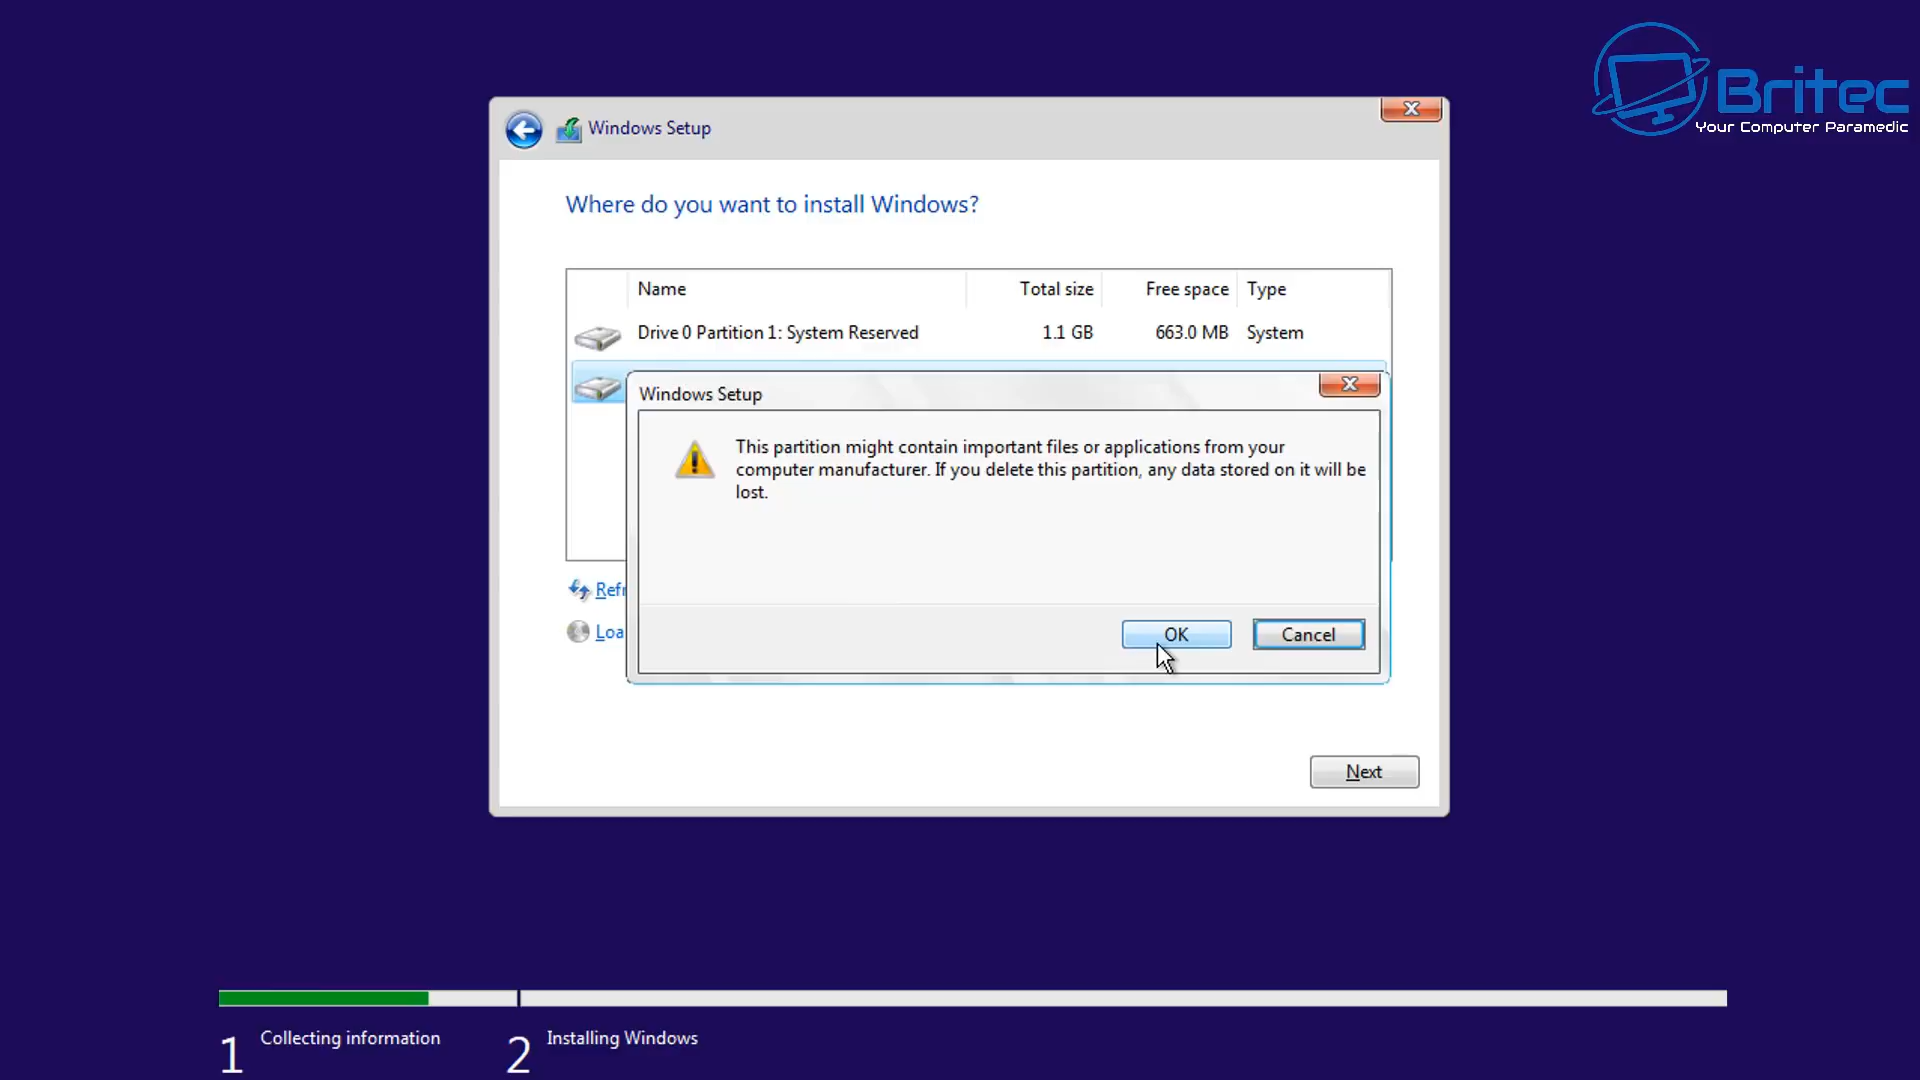 Britec
Your Computer Paramedic
Windows Setup
Where do you want to install Windows?
Name Total size Free space Type
Drive 0 Partition 1: System Reserved 1.1 GB 663.0 MB System
Windows Setup
This partition might contain important files or applications from your
computer manufacturer. If you delete this partition, any data stored on it will be
lost.
Refr
OK Cancel
Loa
Next
1 Collecting information 2 Installing Windows